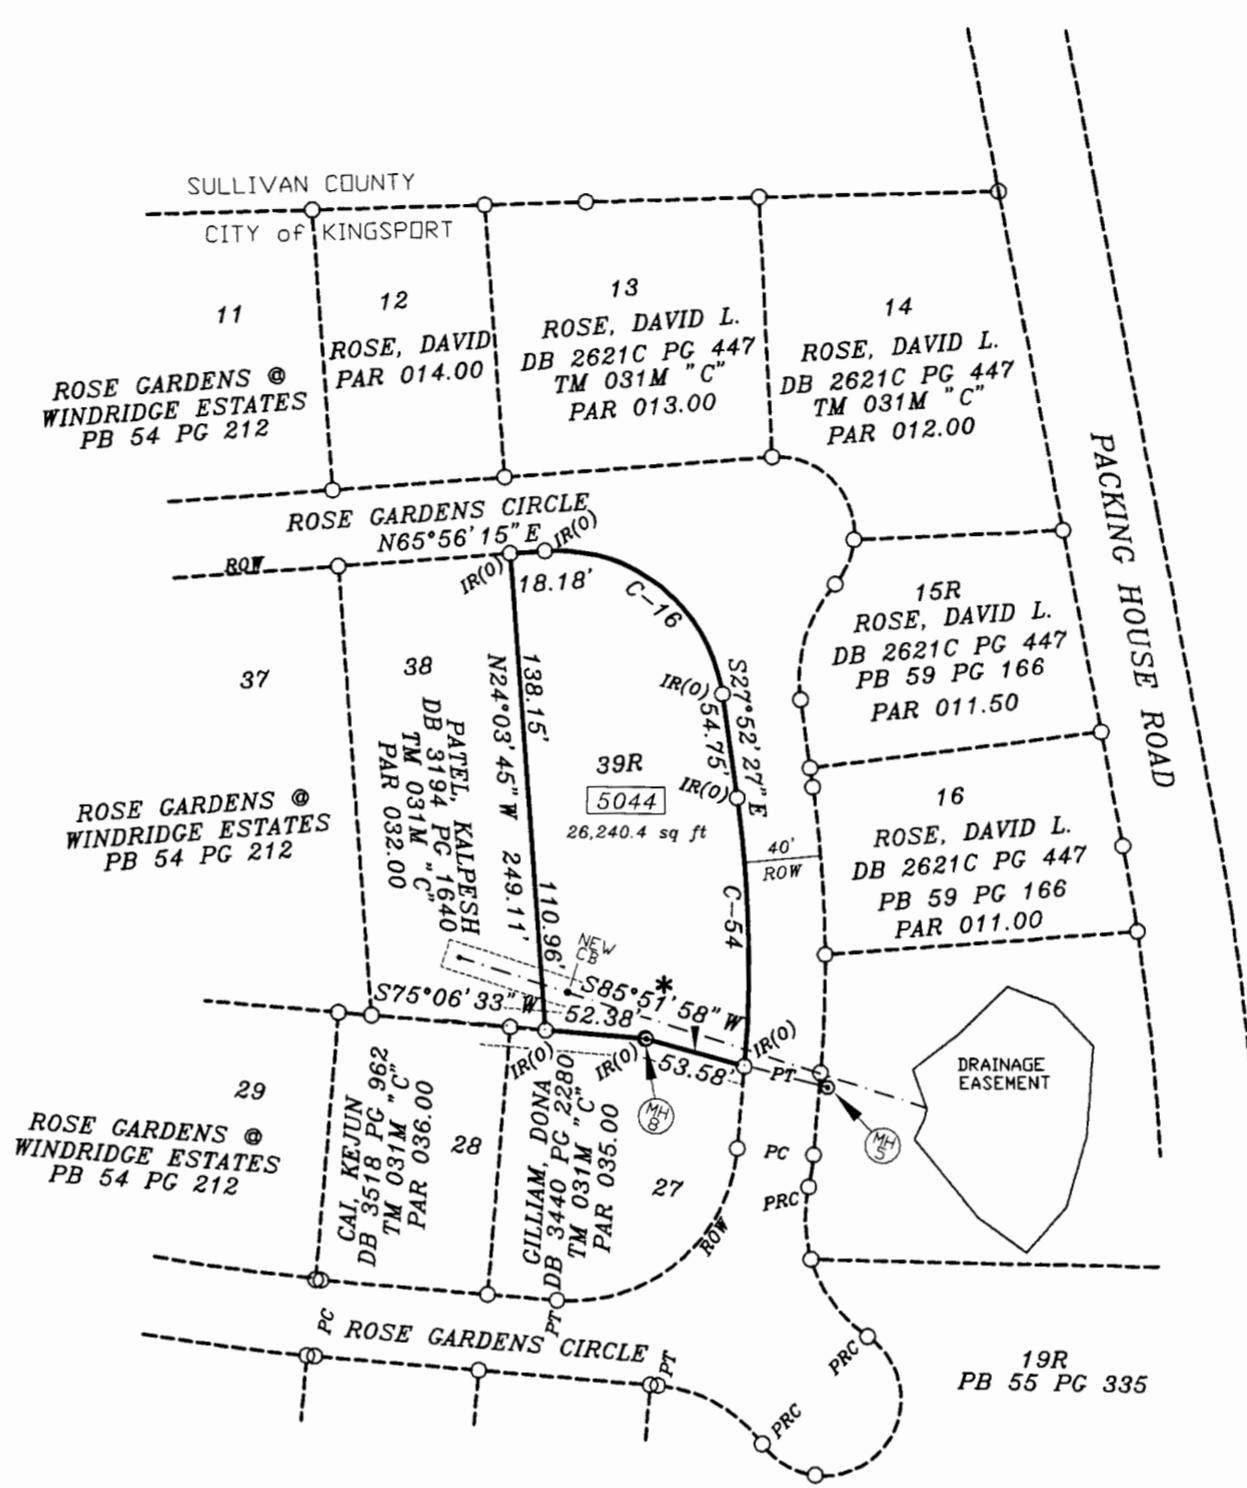 SULLIVAN COUNTY
CITY of KINGSPORT
11
ROSE GARDENS @
WINDRIDGE ESTATES
PB 54 PG 212
12
ROSE, DAVID
PAR 014.00
13
ROSE, DAVID L.
DB 2621C PG 447
TM 031M "C"
PAR 013.00
14
ROSE, DAVID L.
DB 2621C PG 447
TM 031M "C"
PAR 012.00
PACKING HOUSE ROAD
ROSE GARDENS CIRCLE
N65°56'15"E
IR(O)
ROW
IR(O)
18.18'
C-16
15R
ROSE, DAVID L.
DB 2621C PG 447
PB 59 PG 166
PAR 011.50
37
ROSE GARDENS @
WINDRIDGE ESTATES
PB 54 PG 212
38
PATEL, KALPESH
DB 3194 PG 1640
TM 031M "C"
PAR 032.00
138.15'
N24°03'45"W 249.11'
110.96'
IR(O)
S27°52'27"E
54.75'
IR(O)
39R
5044
26,240.4 sq ft
40'
ROW
C-54
16
ROSE, DAVID L.
DB 2621C PG 447
PB 59 PG 166
PAR 011.00
NEW
CB
*
S85°51'58"W
S75°06'33"W
52.38'
IR(O)
IR(O)
53.58'
IR(O)
PT
DRAINAGE
EASEMENT
MH
8
MH
5
29
ROSE GARDENS @
WINDRIDGE ESTATES
PB 54 PG 212
CAI, KEJUN
DB 3518 PG 962
TM 031M "C"
PAR 036.00
28
GILLIAM, DONA
DB 3440 PG 2280
TM 031M "C"
PAR 035.00
27
PC
PRC
ROW
PC
PT
ROSE GARDENS CIRCLE
PT
PRC
PRC
19R
PB 55 PG 335